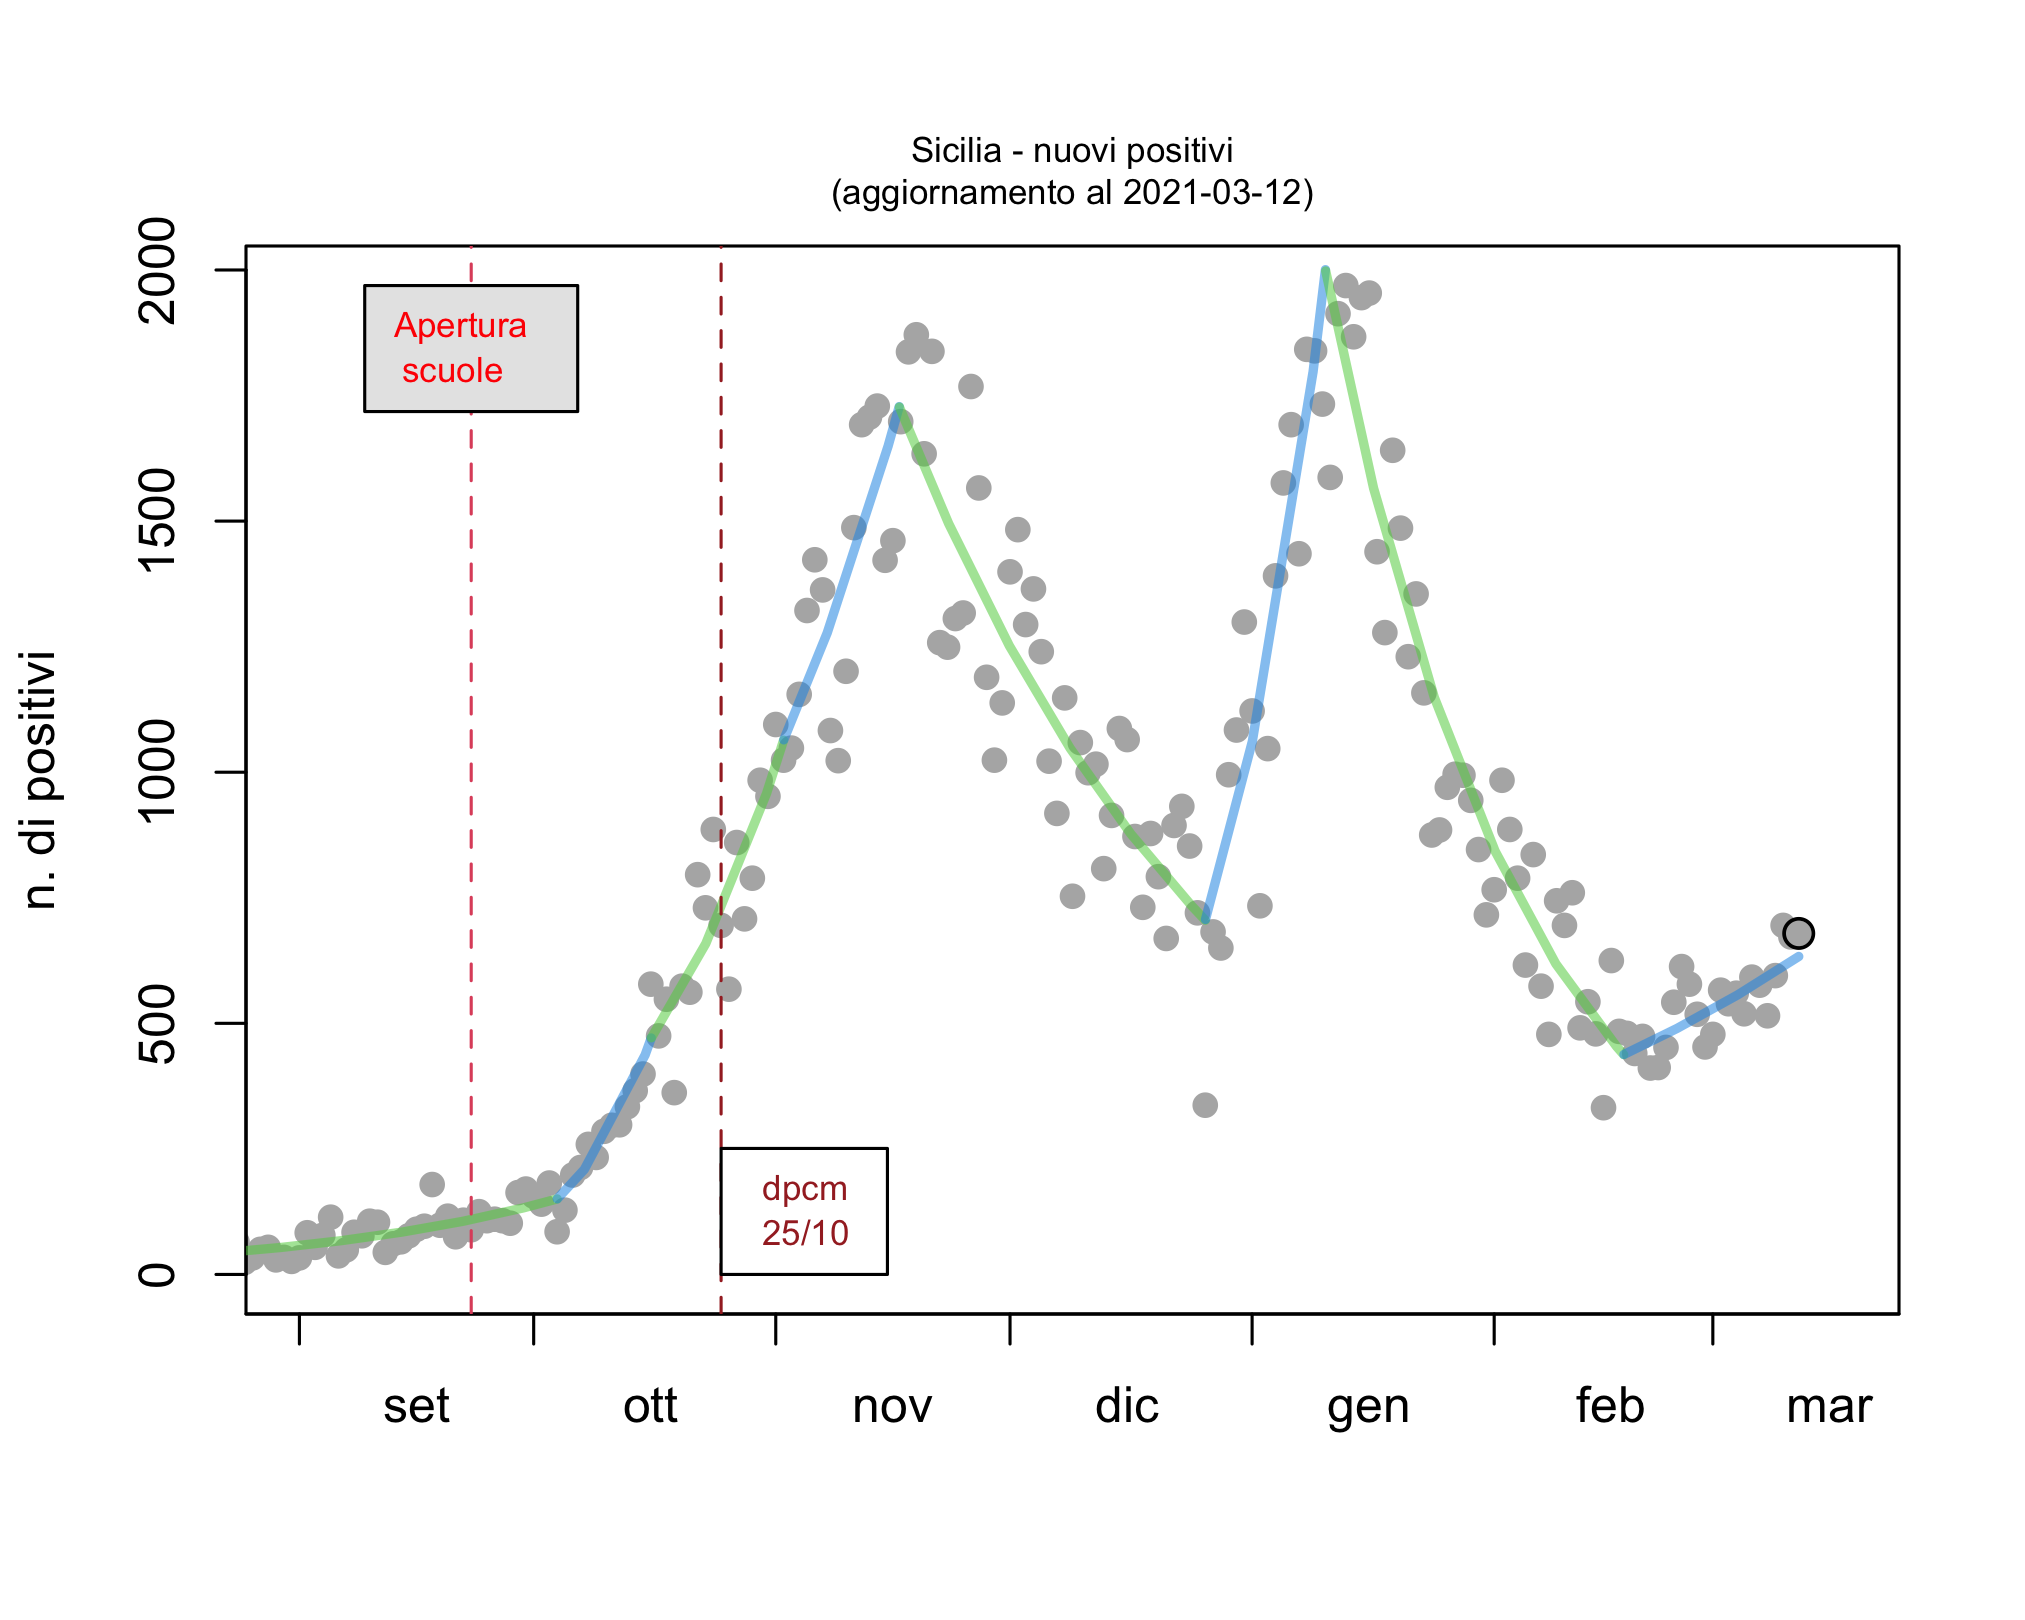 Sicilia - nuovi positivi
(aggiornamento al 2021-03-12)
n. di positivi
2000
1500
1000
500
0
Apertura
scuole
dpcm
25/10
set
ott
nov
dic
gen
feb
mar